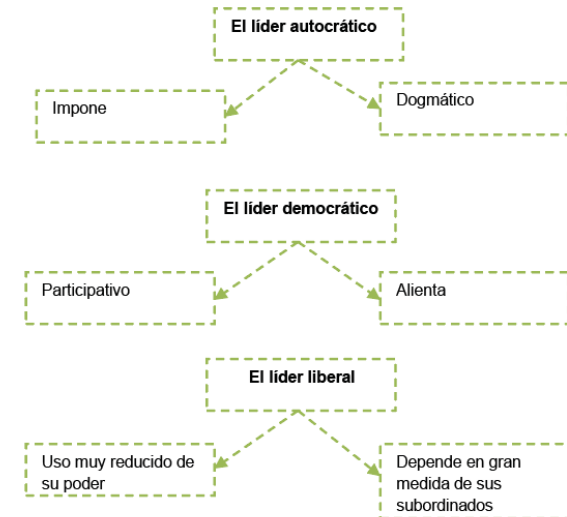 El líder autocrático
Impone
Dogmático
El líder democrático
Participativo
Alienta
El líder liberal
Uso muy reducido de
su poder
Depende en gran
medida de sus
subordinados